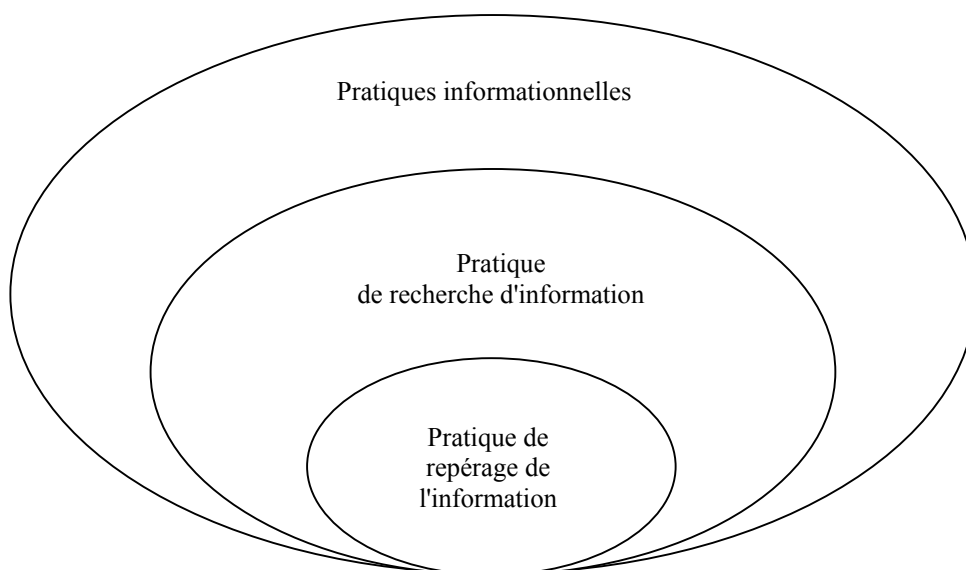 Pratiques informationnelles
Pratique
de recherche d'information
Pratique de
repérage de
l'information